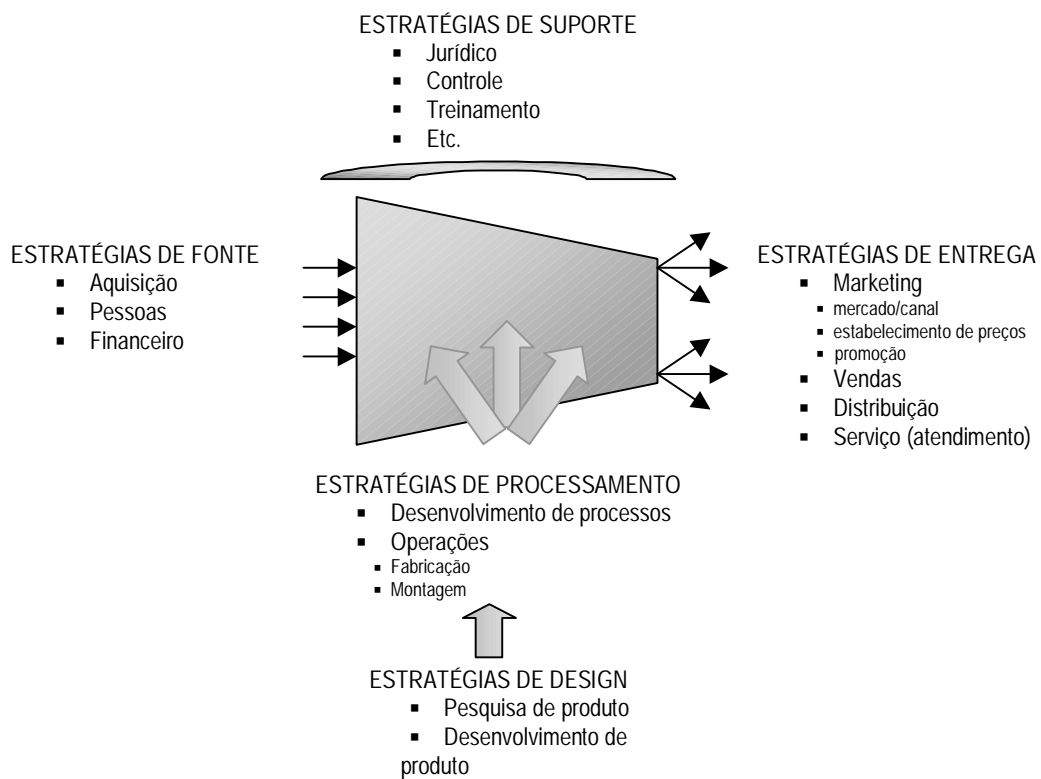 ESTRATÉGIAS DE SUPORTE
▪ Jurídico
▪ Controle
▪ Treinamento
▪ Etc.
ESTRATÉGIAS DE FONTE
▪ Aquisição
▪ Pessoas
▪ Financeiro
ESTRATÉGIAS DE ENTREGA
▪ Marketing
▪ mercado/canal
▪ estabelecimento de preços
▪ promoção
▪ Vendas
▪ Distribuição
▪ Serviço (atendimento)
ESTRATÉGIAS DE PROCESSAMENTO
▪ Desenvolvimento de processos
▪ Operações
▪ Fabricação
▪ Montagem
ESTRATÉGIAS DE DESIGN
▪ Pesquisa de produto
▪ Desenvolvimento de
produto